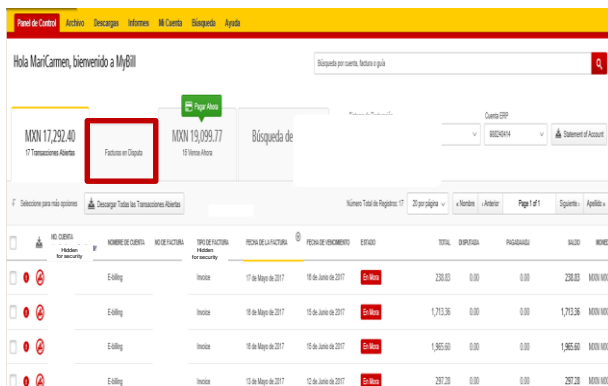 Panel de Control Archivo Descargas Informes Mi Cuenta Búsqueda Ayuda
Hola MariCarmen, bienvenido a MyBill
Búsqueda por cuenta, factura o guía
Pagar Ahora
Cuenta ERP
MXN 17,292.40
17 Transacciones Abiertas
Facturas en Disputa
MXN 19,099.77
15 Vence Ahora
Búsqueda de
Statement of Account
Seleccione para más opciones Descargar Todas las Transacciones Abiertas Número Total de Registros: 17 20 por página « Nombre ‹ Anterior Page 1 of 1 Siguiente › Apellido »
NO. CUENTA NOMBRE DE CUENTA NO DE FACTURA TIPO DE FACTURA FECHA DE LA FACTURA FECHA DE VENCIMIENTO ESTADO TOTAL DISPUTADA SALDO
Hidden
for security
Hidden
for security
E-billing Invoice 17 de Mayo de 2017 16 de Junio de 2017 En Mora 230.83 0.00 0.00 230.83 MXN
E-billing Invoice 16 de Mayo de 2017 15 de Junio de 2017 En Mora 1,713.36 0.00 0.00 1,713.36 MXN
E-billing Invoice 16 de Mayo de 2017 15 de Junio de 2017 En Mora 1,965.60 0.00 0.00 1,965.60 MXN
E-billing Invoice 13 de Mayo de 2017 12 de Junio de 2017 En Mora 297.28 0.00 0.00 297.28 MXN